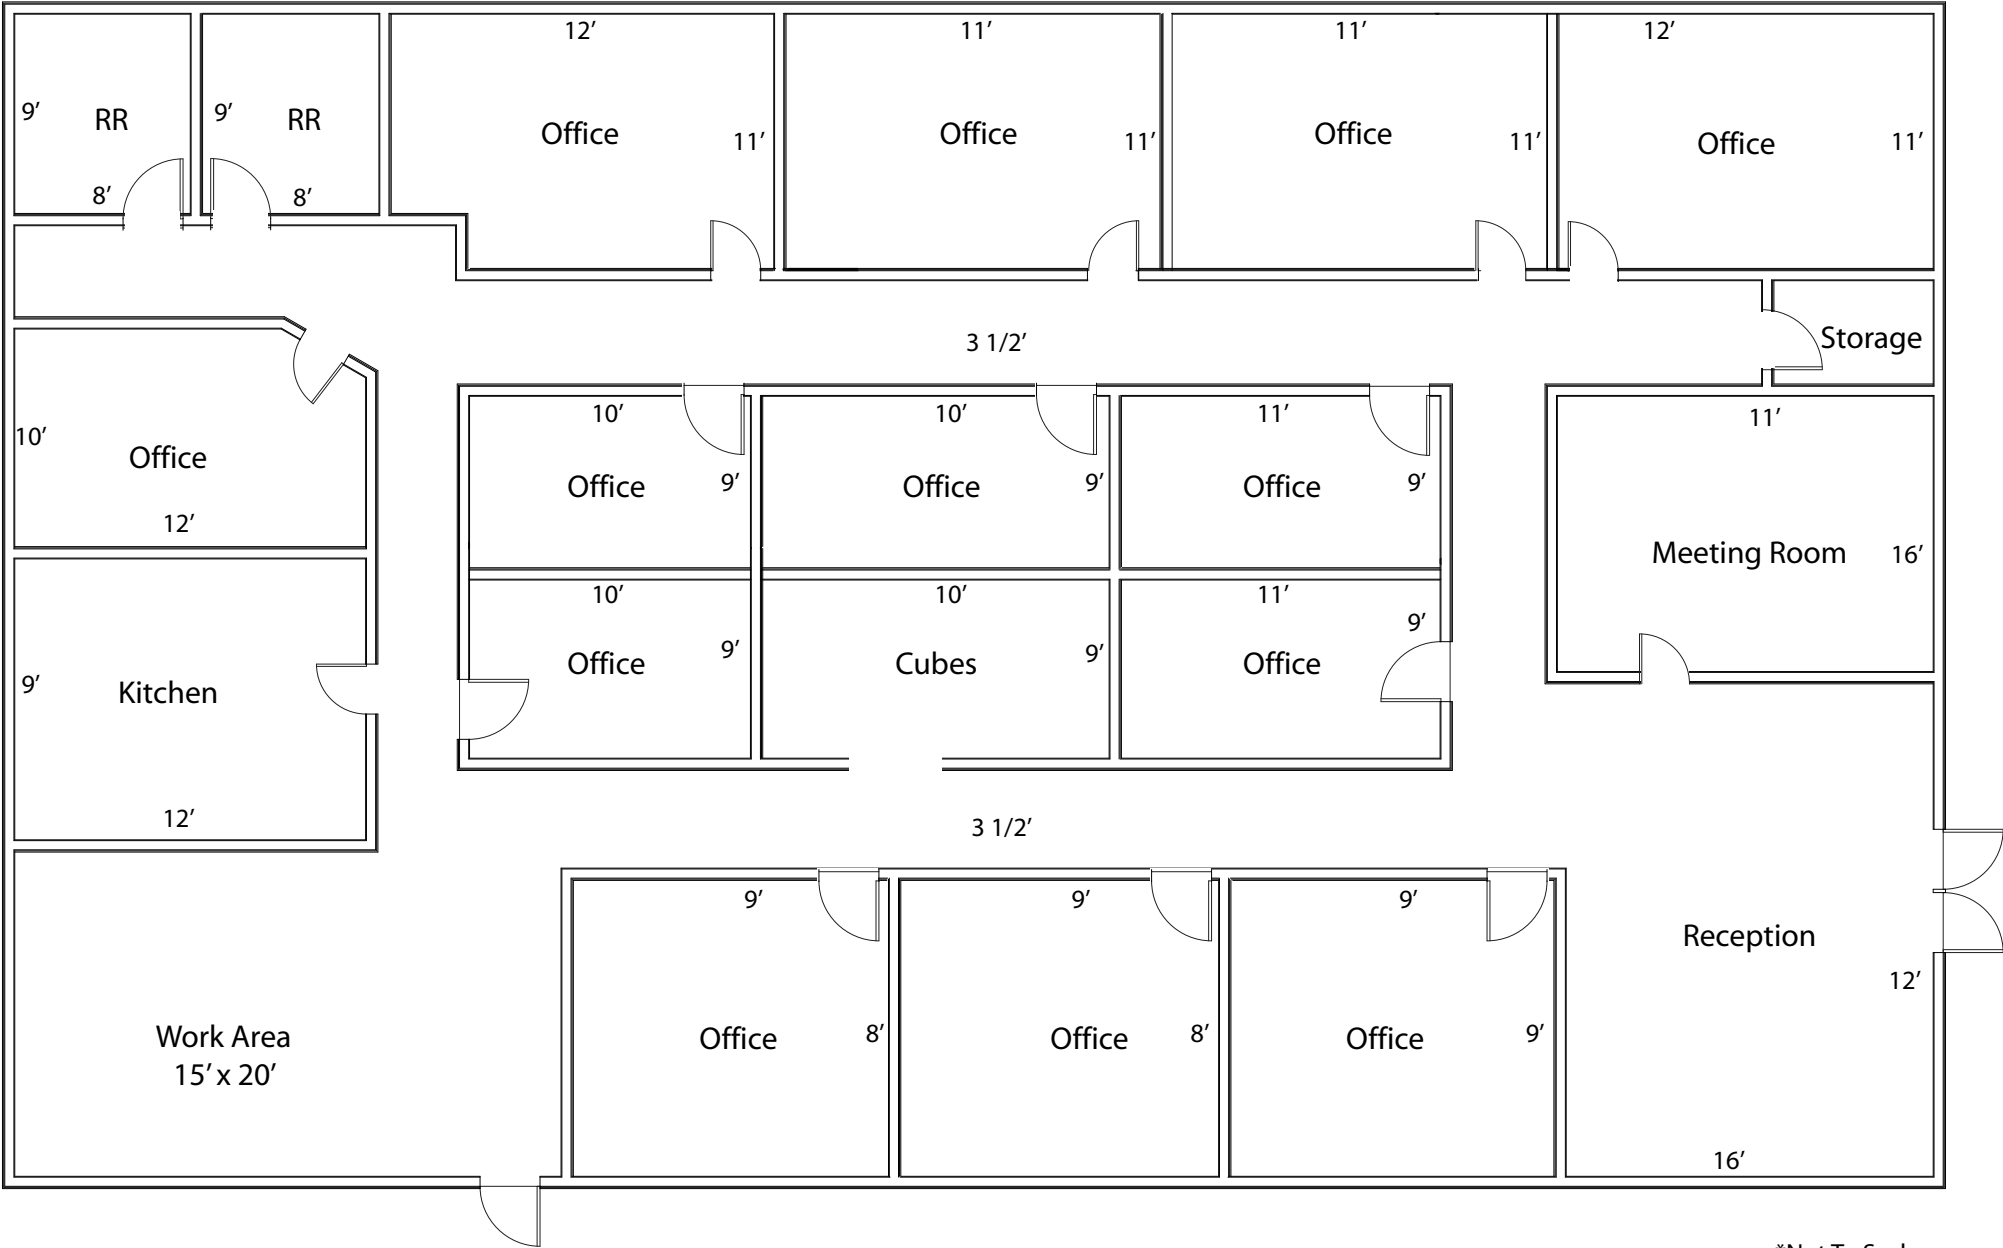 12’
11’
11’
12’
9’
RR
9’
RR
Office
11’
Office
11’
Office
11’
Office
11’
8’
8’
3 1/2’
Storage
10’
10’
11’
11’
10’
Office
12’
Office
9’
Office
9’
Office
9’
Meeting Room
16’
10’
10’
11’
9’
Kitchen
12’
Office
9’
Cubes
9’
Office
9’
3 1/2’
9’
9’
9’
Reception
12’
16’
Work Area
15’ x 20’
Office
8’
Office
8’
Office
9’
*Not To